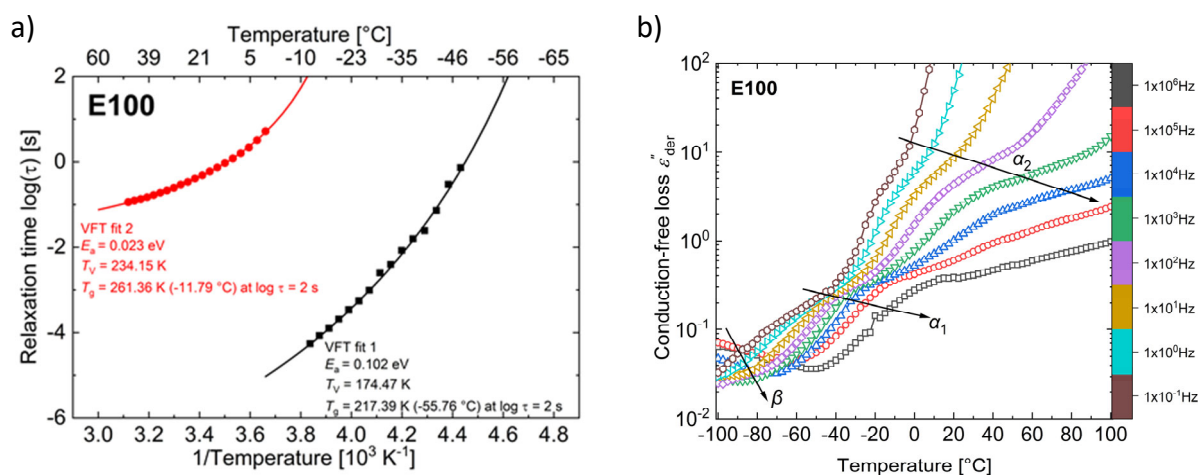 a)
Temperature [°C]
60 39 21 5 -10 -23 -35 -45 -56 -65
E100
Relaxation time log(τ) [s]
2
0
-2
-4
-6
VFT fit 2
Eₐ = 0.023 eV
T_V = 234.15 K
T_g = 261.36 K (-11.79 °C) at log τ = 2 s
VFT fit 1
Eₐ = 0.102 eV
T_V = 174.47 K
T_g = 217.39 K (-55.76 °C) at log τ = 2 s
3.0 3.2 3.4 3.6 3.8 4.0 4.2 4.4 4.6 4.8
1/Temperature [10³ K⁻¹]
b)
E100
Conduction-free loss ε''der
10²
10¹
10⁰
10⁻¹
10⁻²
α₂
α₁
β
-100 -80 -60 -40 -20 0 20 40 60 80 100
Temperature [°C]
1x10⁶Hz
1x10⁵Hz
1x10⁴Hz
1x10³Hz
1x10²Hz
1x10¹Hz
1x10⁰Hz
1x10⁻¹Hz